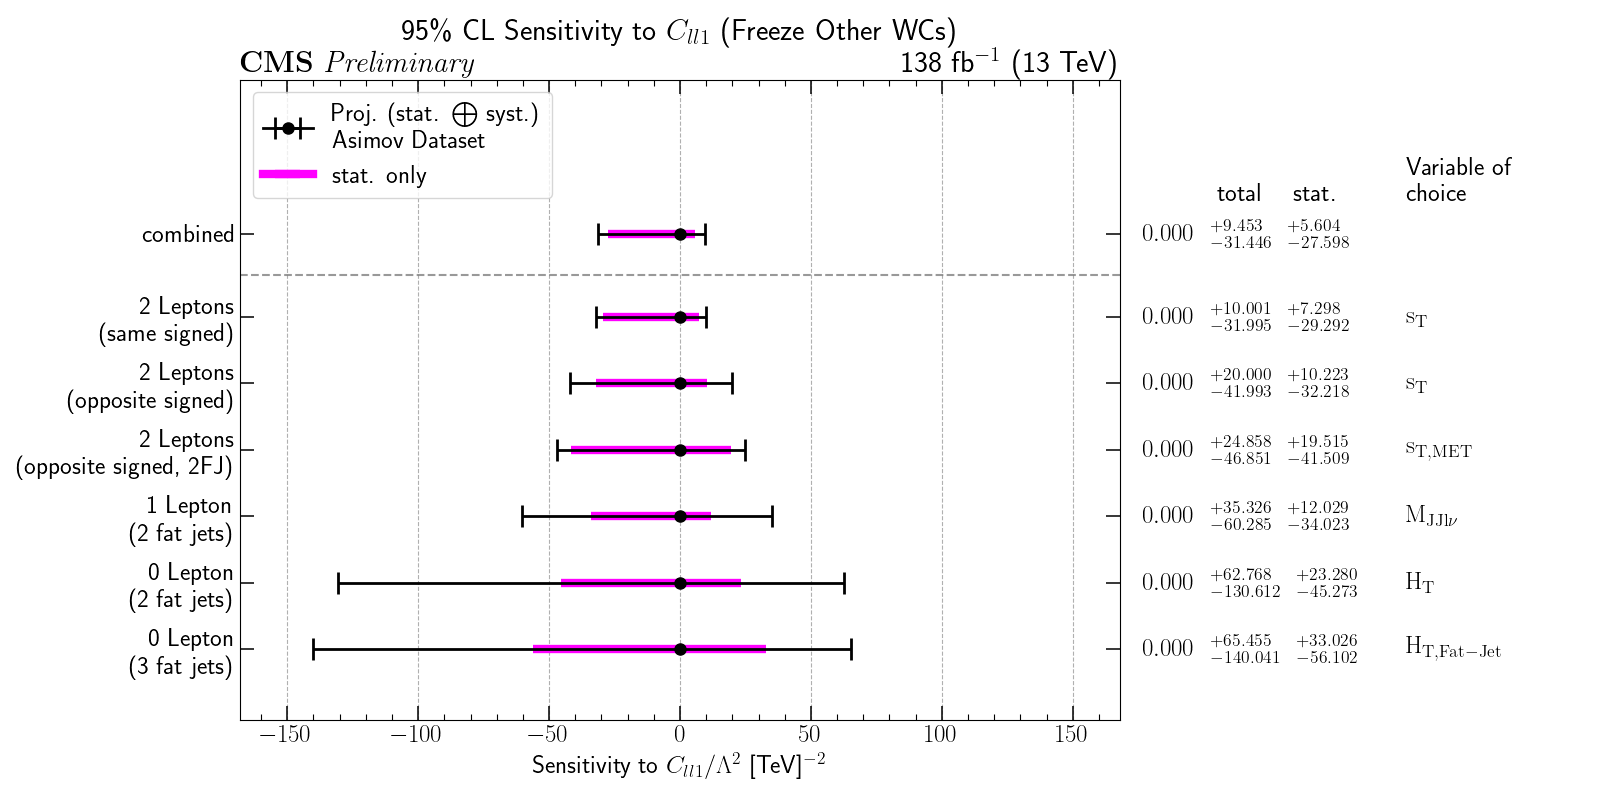 95% CL Sensitivity to C_{ll1} (Freeze Other WCs)
CMS Preliminary 138 fb^{-1} (13 TeV)
Proj. (stat. ⨁ syst.)
Asimov Dataset
stat. only
Variable of
total stat. choice
combined 0.000 +9.453 −31.446 +5.604 −27.598
2 Leptons
(same signed) 0.000 +10.001 −31.995 +7.298 −29.292 s_T
2 Leptons
(opposite signed) 0.000 +20.000 −41.993 +10.223 −32.218 s_T
2 Leptons
(opposite signed, 2FJ) 0.000 +24.858 −46.851 +19.515 −41.509 s_{T,MET}
1 Lepton
(2 fat jets) 0.000 +35.326 −60.285 +12.029 −34.023 M_{JJlν}
0 Lepton
(2 fat jets) 0.000 +62.768 −130.612 +23.280 −45.273 H_T
0 Lepton
(3 fat jets) 0.000 +65.455 −140.041 +33.026 −56.102 H_{T,Fat−Jet}
−150 −100 −50 0 50 100 150
Sensitivity to C_{ll1}/Λ^2 [TeV]^{−2}